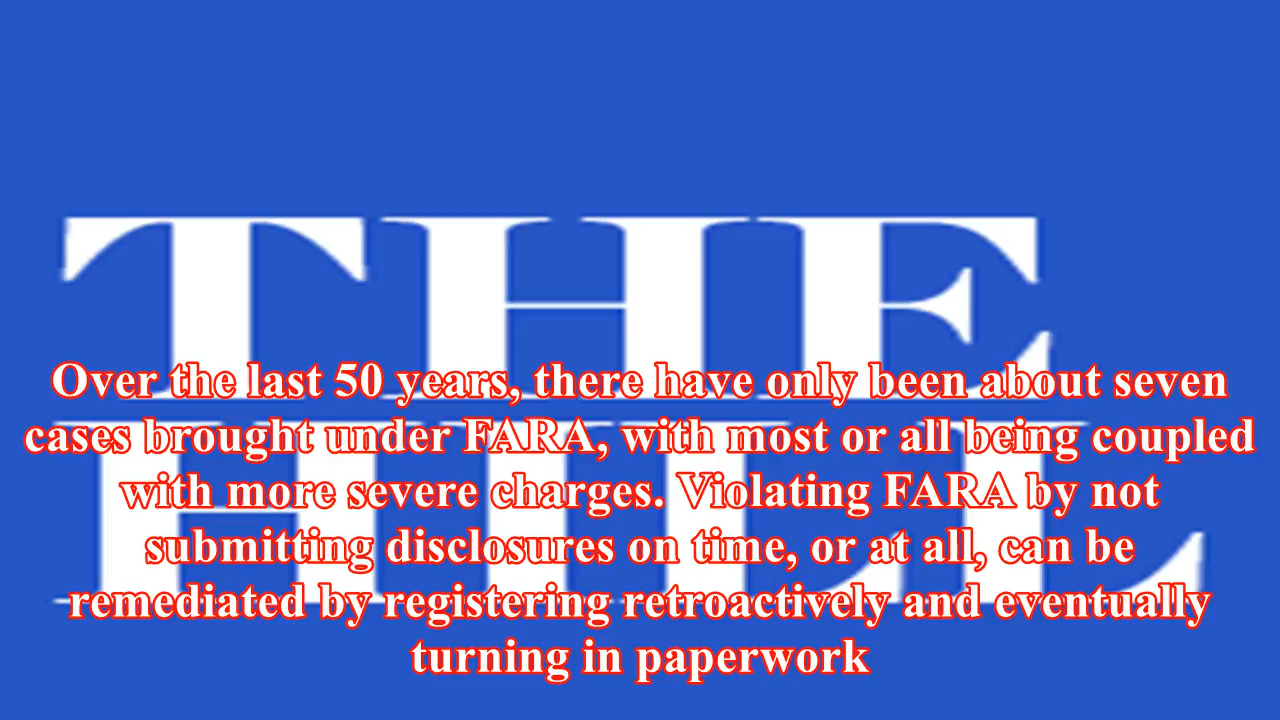 THE
HILL
Over the last 50 years, there have only been about seven
cases brought under FARA, with most or all being coupled
with more severe charges. Violating FARA by not
submitting disclosures on time, or at all, can be
remediated by registering retroactively and eventually
turning in paperwork